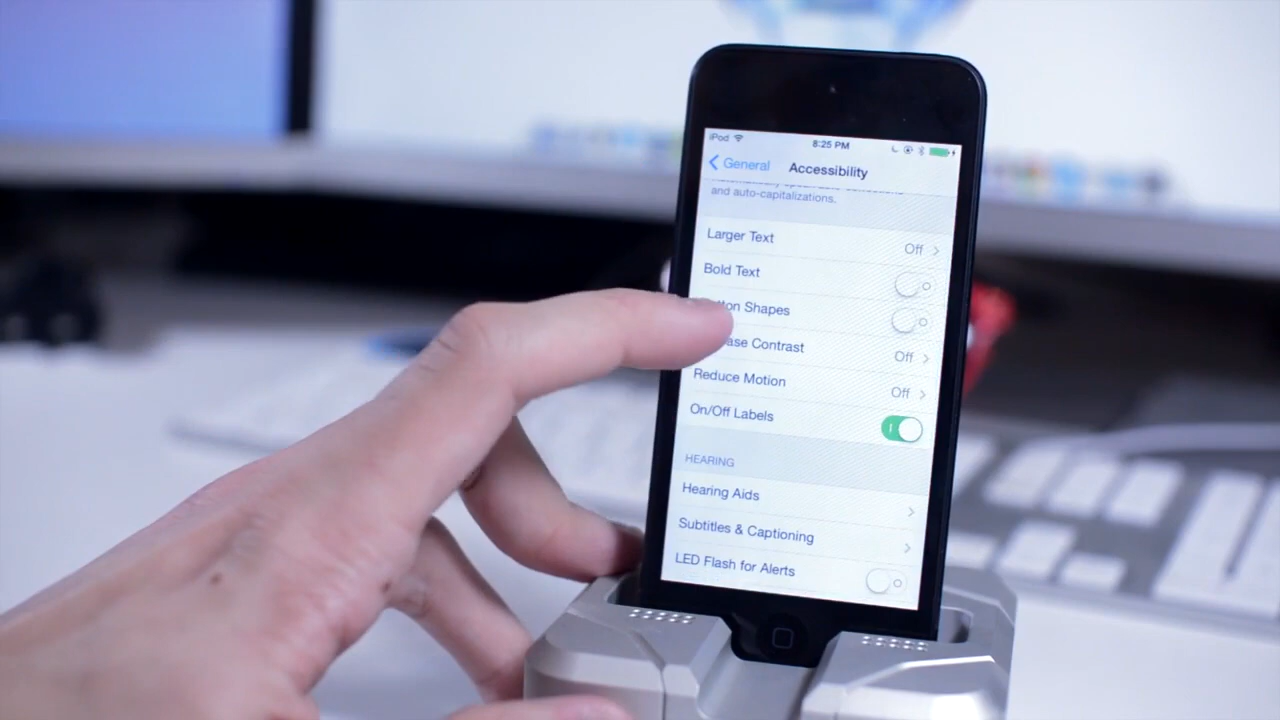 iPod
8:25 PM
General
Accessibility
and auto-capitalizations.
Larger Text Off
Bold Text
Shapes
Contrast
Off
Reduce Motion Off
On/Off Labels
HEARING
Hearing Aids
Subtitles & Captioning
LED Flash for Alerts